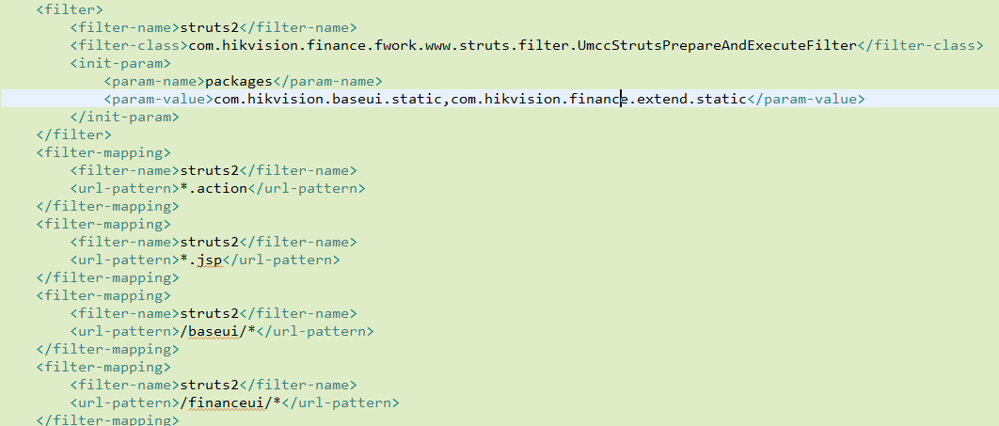 <filter>
<filter-name>struts2</filter-name>
<filter-class>com.hikvision.finance.fwork.www.struts.filter.UmccStrutsPrepareAndExecuteFilter</filter-class>
<init-param>
<param-name>packages</param-name>
<param-value>com.hikvision.baseui.static,com.hikvision.finance.extend.static</param-value>
</init-param>
</filter>
<filter-mapping>
<filter-name>struts2</filter-name>
<url-pattern>*.action</url-pattern>
</filter-mapping>
<filter-mapping>
<filter-name>struts2</filter-name>
<url-pattern>*.jsp</url-pattern>
</filter-mapping>
<filter-mapping>
<filter-name>struts2</filter-name>
<url-pattern>/baseui/*</url-pattern>
</filter-mapping>
<filter-mapping>
<filter-name>struts2</filter-name>
<url-pattern>/financeui/*</url-pattern>
</filter-mapping>